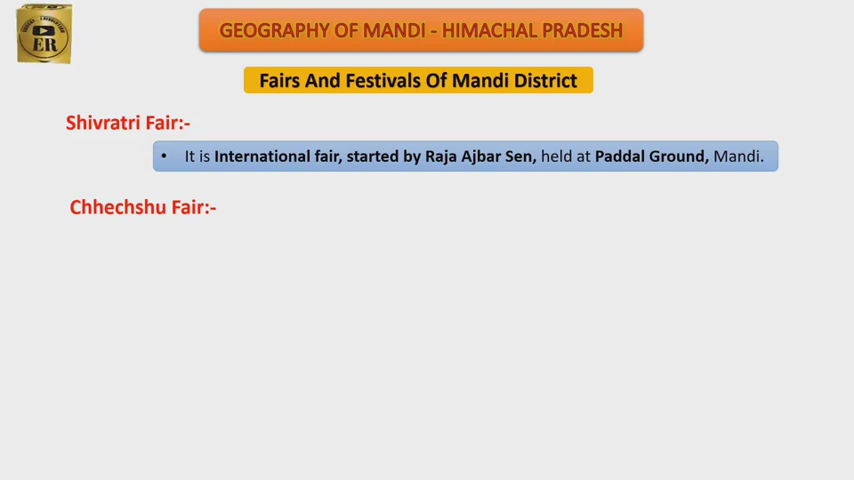 ER
GEOGRAPHY OF MANDI - HIMACHAL PRADESH
Fairs And Festivals Of Mandi District
Shivratri Fair:-
• It is International fair, started by Raja Ajbar Sen, held at Paddal Ground, Mandi.
Chhechshu Fair:-